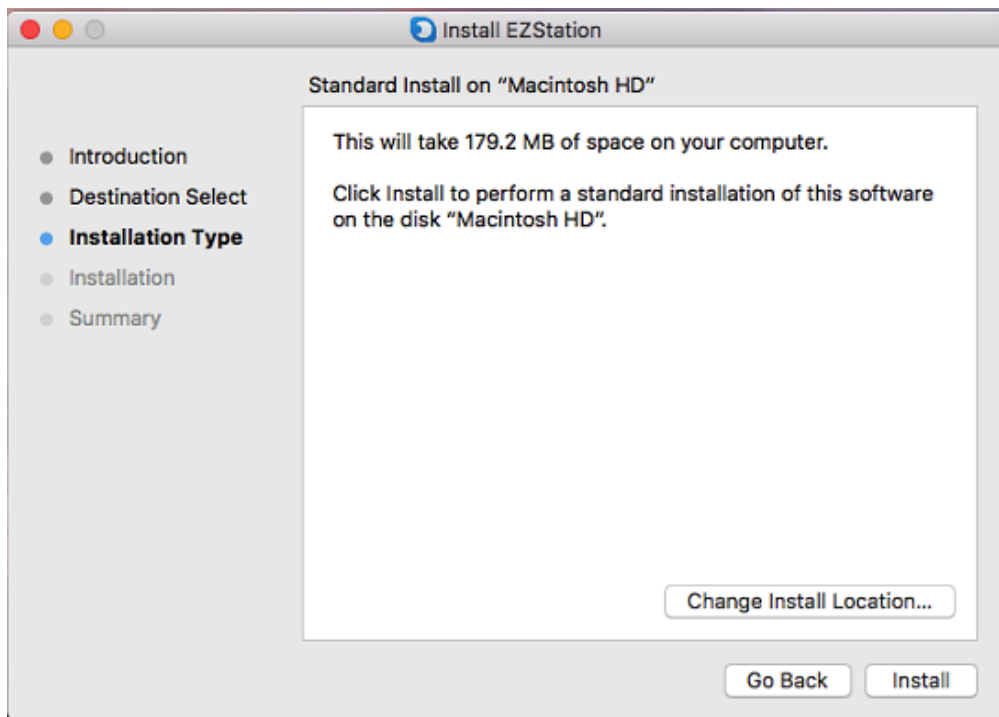 Install EZStation
Standard Install on “Macintosh HD”
Introduction
Destination Select
Installation Type
Installation
Summary
This will take 179.2 MB of space on your computer.
Click Install to perform a standard installation of this software
on the disk “Macintosh HD”.
Change Install Location...
Go Back
Install